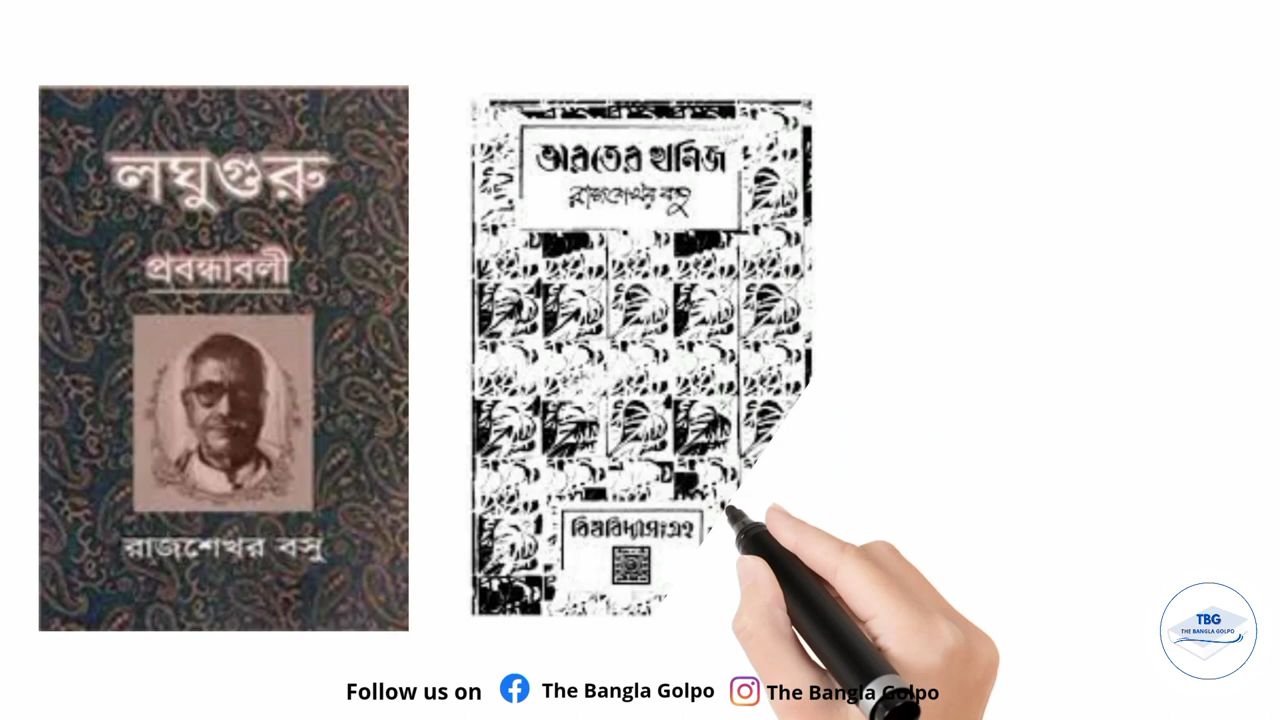 লঘুগুরু
প্রবন্ধাবলী
রাজশেখর বসু
ভারতের খনিজ
রাজশেখর বসু
বিশ্ববিদ্যাসংগ্রহ
TBG
THE BANGLA GOLPO
Follow us on The Bangla Golpo The Bangla Golpo